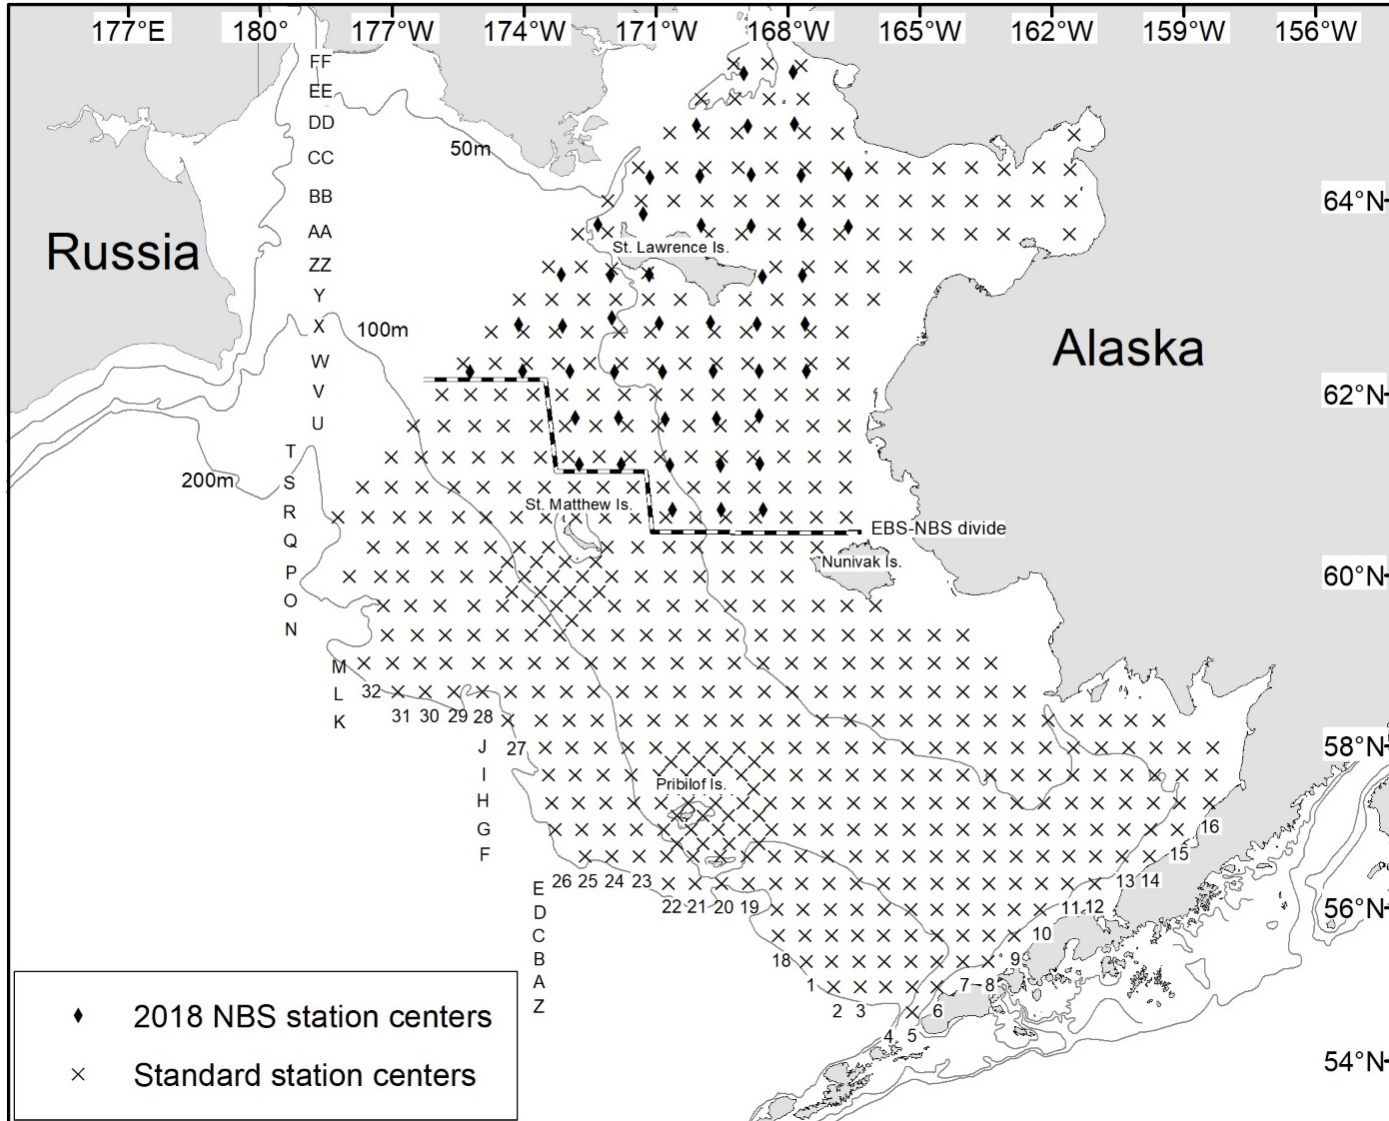 177°E 180° 177°W 174°W 171°W 168°W 165°W 162°W 159°W 156°W
FF
EE
DD
50m
CC
BB
64°N
AA
Russia
St. Lawrence Is.
ZZ
Y
X
100m
Alaska
W
V
62°N
U
T
200m
S
St. Matthew Is.
R
EBS-NBS divide
Q
Nunivak Is.
P
60°N
O
N
M
L
32
31 30 29 28
K
J
27
58°N
I
Pribilof Is.
H
G
16
F
15
26 25 24 23
13 14
E
22 21 20 19
11 12
D
56°N
C
10
B
18
9
A
1
7 8
Z
2 3
6
4 5
2018 NBS station centers
54°N
Standard station centers